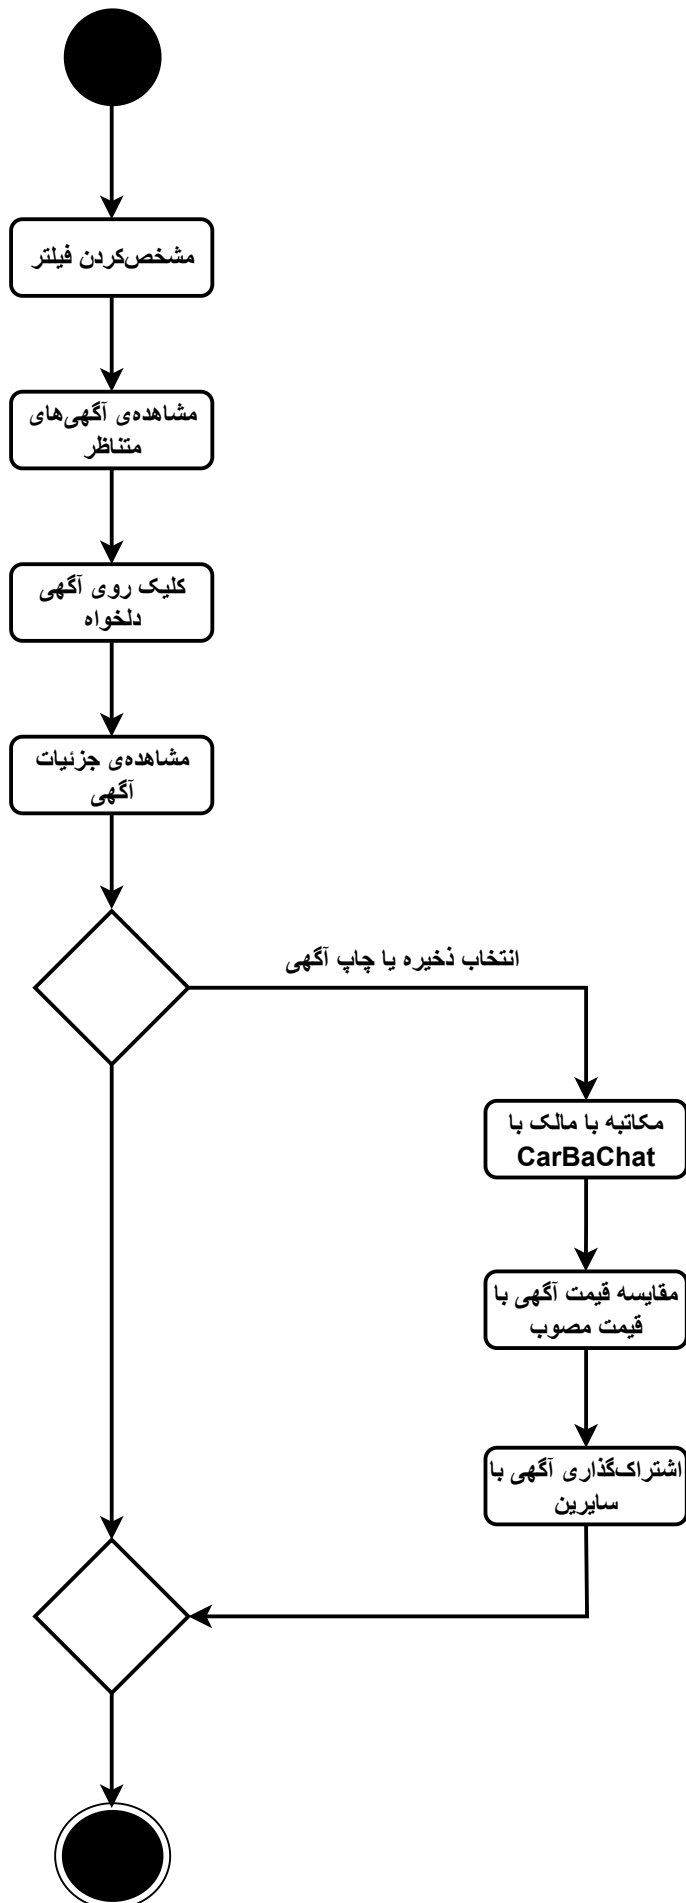 مشخص‌کردن فیلتر
مشاهده‌ی آگهی‌های
متناظر
کلیک روی آگهی
دلخواه
مشاهده‌ی جزئیات
آگهی
انتخاب ذخیره یا چاپ آگهی
مکاتبه با مالک با
CarBaChat
مقایسه قیمت آگهی با
قیمت مصوب
اشتراک‌گذاری آگهی با
سایرین